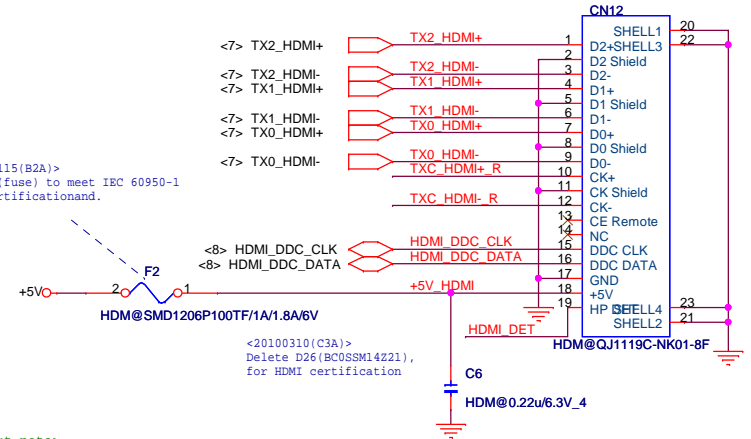 CN12
SHELL1 20
SHELL3 22
<7> TX2_HDMI+ TX2_HDMI+ 1 D2+
2 D2 Shield
<7> TX2_HDMI- TX2_HDMI- 3 D2-
<7> TX1_HDMI+ TX1_HDMI+ 4 D1+
5 D1 Shield
<7> TX1_HDMI- TX1_HDMI- 6 D1-
<7> TX0_HDMI+ TX0_HDMI+ 7 D0+
8 D0 Shield
<7> TX0_HDMI- TX0_HDMI- 9 D0-
TXC_HDMI+_R 10 CK+
11 CK Shield
TXC_HDMI-_R 12 CK-
13 CE Remote
14 NC
<8> HDMI_DDC_CLK HDMI_DDC_CLK 15 DDC CLK
<8> HDMI_DDC_DATA HDMI_DDC_DATA 16 DDC DATA
17 GND
+5V_HDMI 18 +5V
HDMI_DET 19 HP DET
SHELL4 23
SHELL2 21
HDM@QJ1119C-NK01-8F
115(B2A)>
(fuse) to meet IEC 60950-1
rtificationand.
F2
+5V 2 1
HDM@SMD1206P100TF/1A/1.8A/6V
<20100310(C3A)>
Delete D26(BC0SSM14Z21),
for HDMI certification
C6
HDM@0.22u/6.3V_4